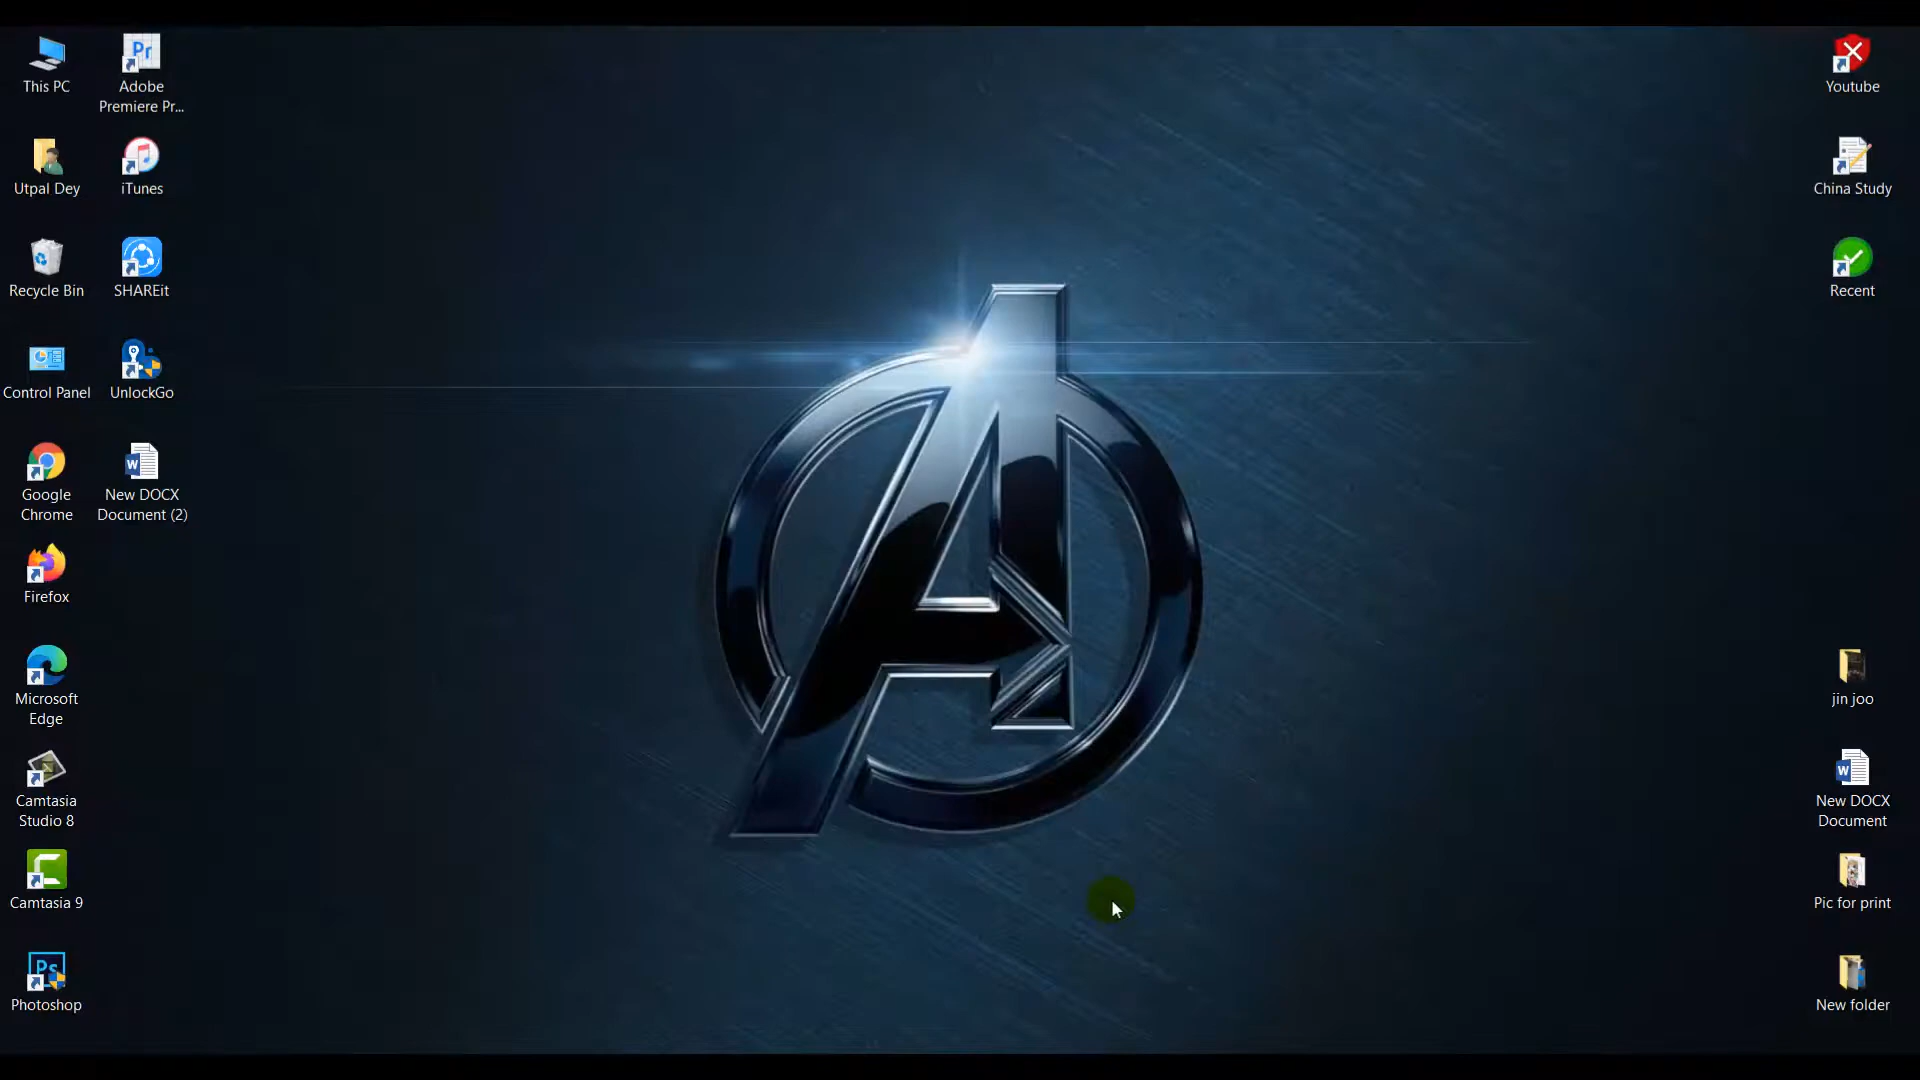 This PC
Adobe
Premiere Pr...
Utpal Dey
iTunes
Recycle Bin
SHAREit
Control Panel
UnlockGo
Google
Chrome
New DOCX
Document (2)
Firefox
Microsoft
Edge
Camtasia
Studio 8
Camtasia 9
Photoshop
Youtube
China Study
Recent
jin joo
New DOCX
Document
Pic for print
New folder